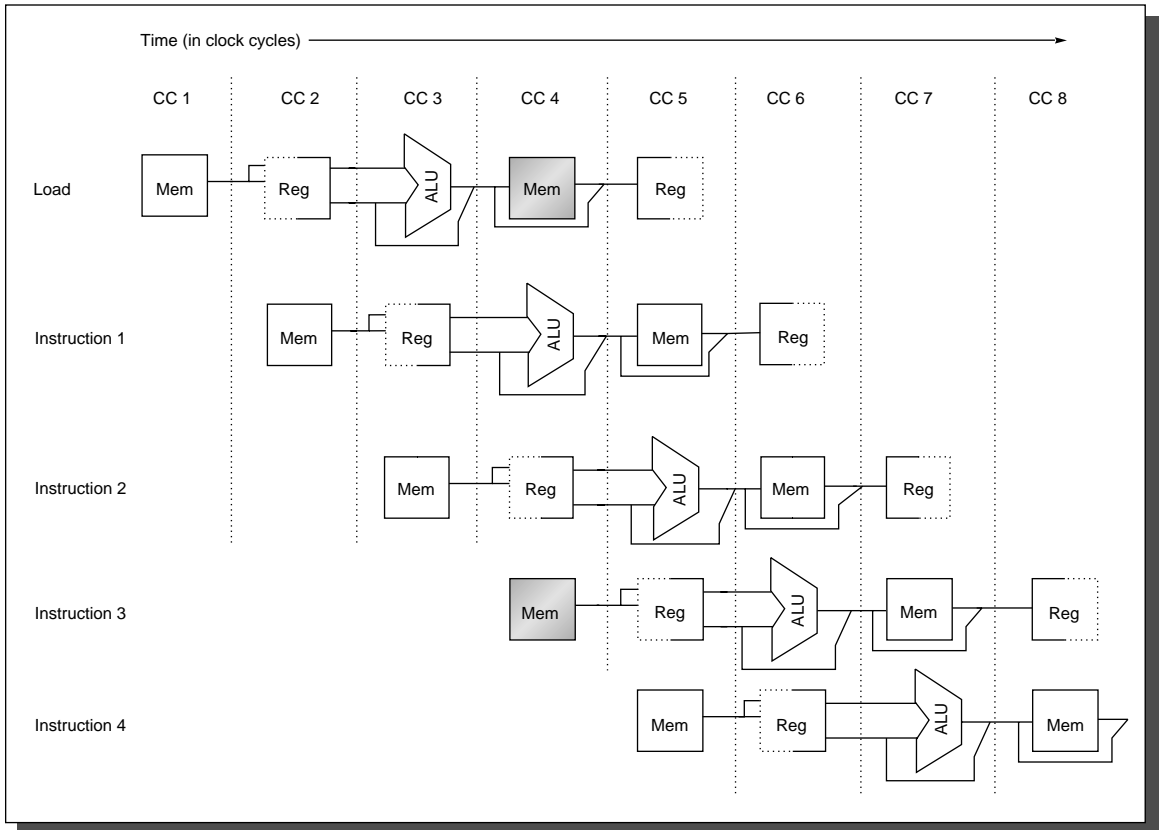 Time (in clock cycles)
CC 1 CC 2 CC 3 CC 4 CC 5 CC 6 CC 7 CC 8
Load Mem Reg ALU Mem Reg
Instruction 1 Mem Reg ALU Mem Reg
Instruction 2 Mem Reg ALU Mem Reg
Instruction 3 Mem Reg ALU Mem Reg
Instruction 4 Mem Reg ALU Mem